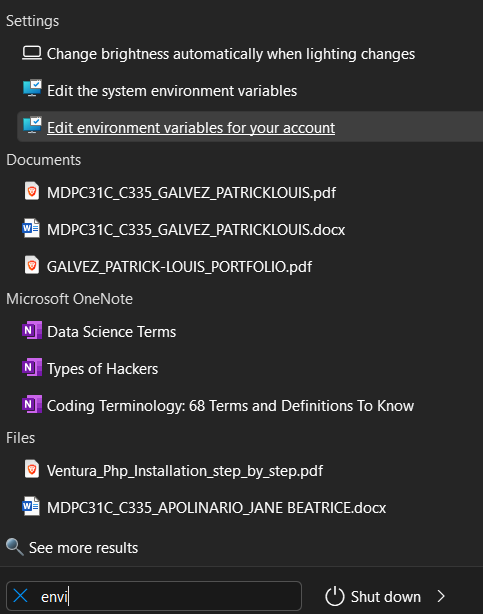 Settings
Change brightness automatically when lighting changes
Edit the system environment variables
Edit environment variables for your account
Documents
MDPC31C_C335_GALVEZ_PATRICKLOUIS.pdf
MDPC31C_C335_GALVEZ_PATRICKLOUIS.docx
GALVEZ_PATRICK-LOUIS_PORTFOLIO.pdf
Microsoft OneNote
Data Science Terms
Types of Hackers
Coding Terminology: 68 Terms and Definitions To Know
Files
Ventura_Php_Installation_step_by_step.pdf
MDPC31C_C335_APOLINARIO_JANE BEATRICE.docx
See more results
envi Shut down